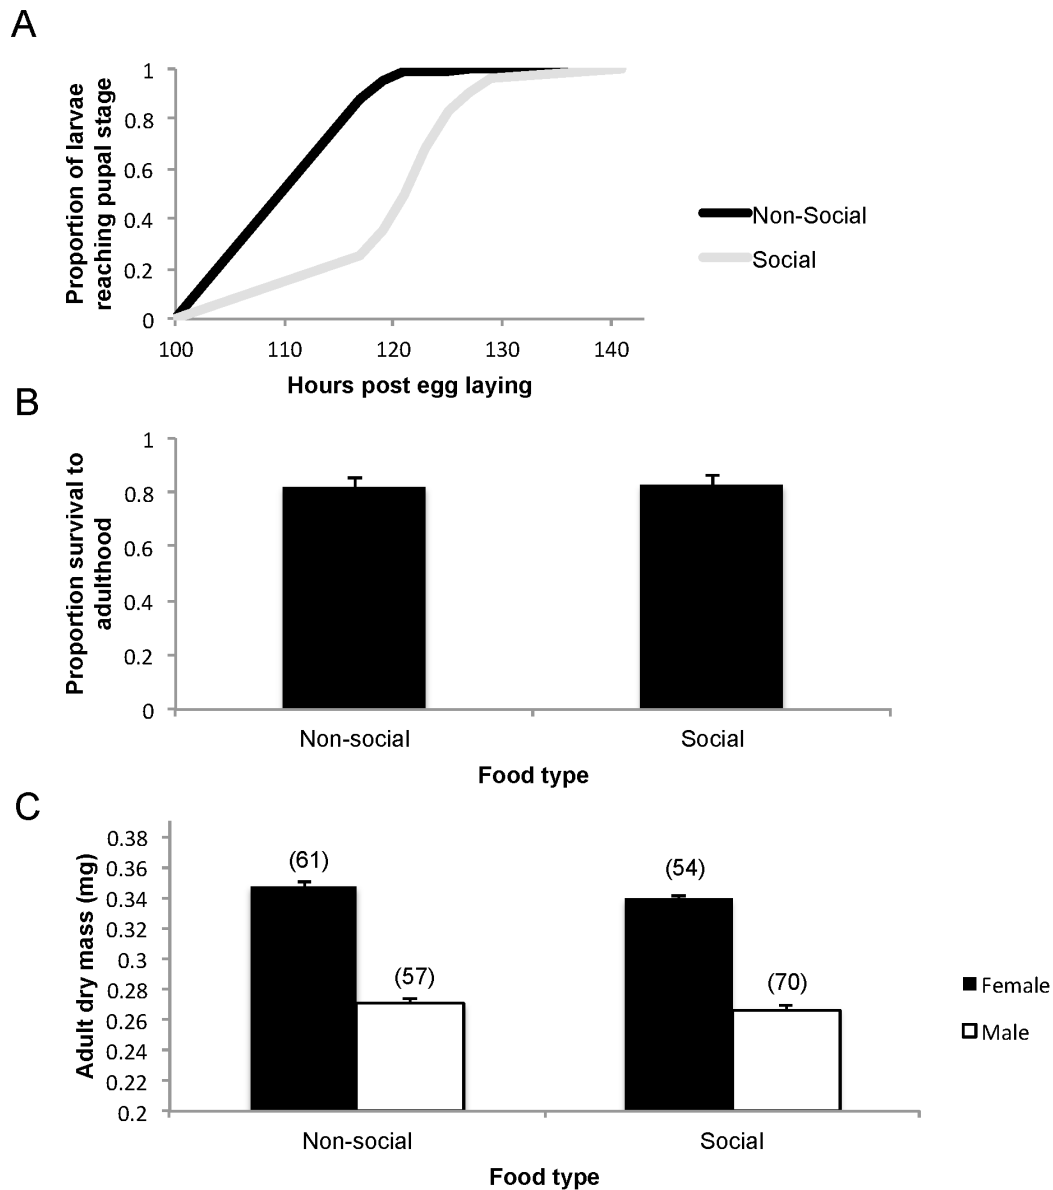 A
Proportion of larvae
reaching pupal stage
1
0.8
0.6
0.4
0.2
0
100 110 120 130 140
Hours post egg laying
Non-Social
Social
B
Proportion survival to
adulthood
1
0.8
0.6
0.4
0.2
0
Non-social Social
Food type
C
Adult dry mass (mg)
0.38
0.36
0.34
0.32
0.3
0.28
0.26
0.24
0.22
0.2
(61)
(57)
(54)
(70)
Female
Male
Non-social Social
Food type